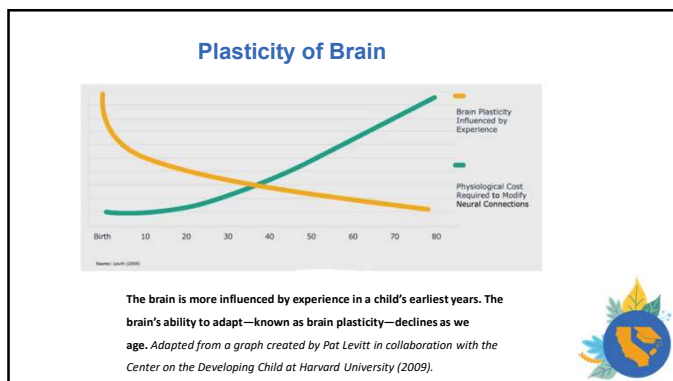 Plasticity of Brain
Brain Plasticity
Influenced by
Experience
Physiological Cost
Required to Modify
Neural Connections
Birth 10 20 30 40 50 60 70 80
Source: Levitt (2009)
The brain is more influenced by experience in a child's earliest years. The
brain's ability to adapt—known as brain plasticity—declines as we
age. Adapted from a graph created by Pat Levitt in collaboration with the
Center on the Developing Child at Harvard University (2009).